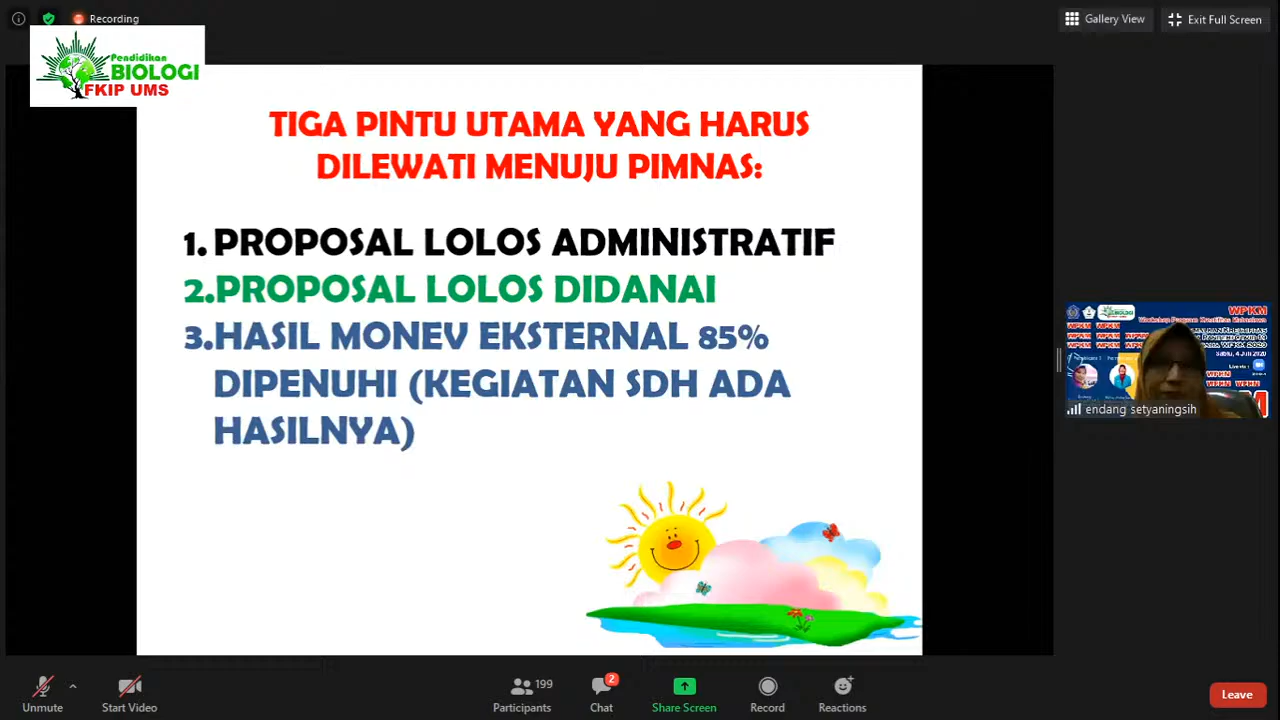 Recording
Gallery View
Exit Full Screen
Pendidikan
BIOLOGI
FKIP UMS
TIGA PINTU UTAMA YANG HARUS
DILEWATI MENUJU PIMNAS:
1. PROPOSAL LOLOS ADMINISTRATIF
2.PROPOSAL LOLOS DIDANAI
3.HASIL MONEV EKSTERNAL 85%
DIPENUHI (KEGIATAN SDH ADA
HASILNYA)
WPKM
endang setyaningsih
Unmute
Start Video
Participants
199
Chat
2
Share Screen
Record
Reactions
Leave